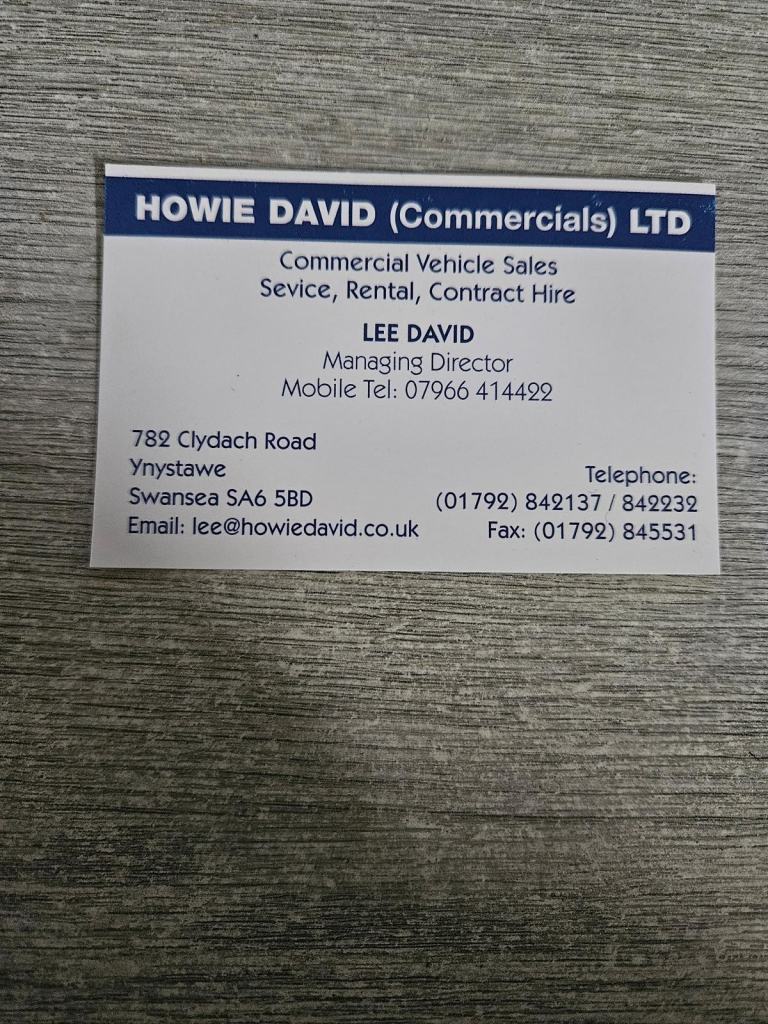 HOWIE DAVID (Commercials) LTD
Commercial Vehicle Sales
Sevice, Rental, Contract Hire
LEE DAVID
Managing Director
Mobile Tel: 07966 414422
782 Clydach Road
Ynystawe
Swansea SA6 5BD
Email: lee@howiedavid.co.uk
Telephone:
(01792) 842137 / 842232
Fax: (01792) 845531